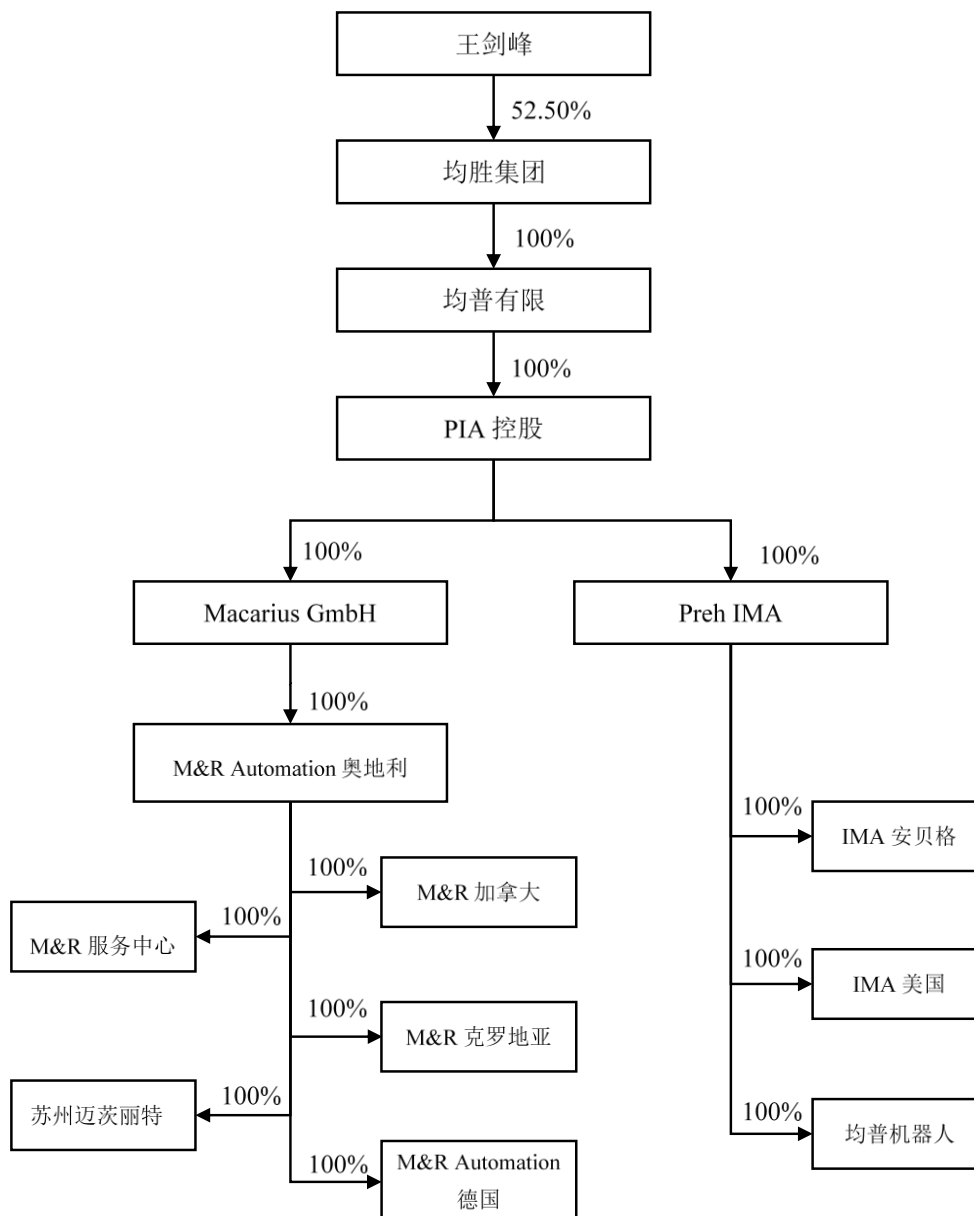 王剑峰
52.50%
均胜集团
100%
均普有限
100%
PIA 控股
100%
100%
Macarius GmbH
Preh IMA
100%
M&R Automation 奥地利
100%
IMA 安贝格
100%
M&R 加拿大
100%
M&R 服务中心
100%
IMA 美国
100%
M&R 克罗地亚
100%
苏州迈茨丽特
100%
均普机器人
100%
M&R Automation
德国